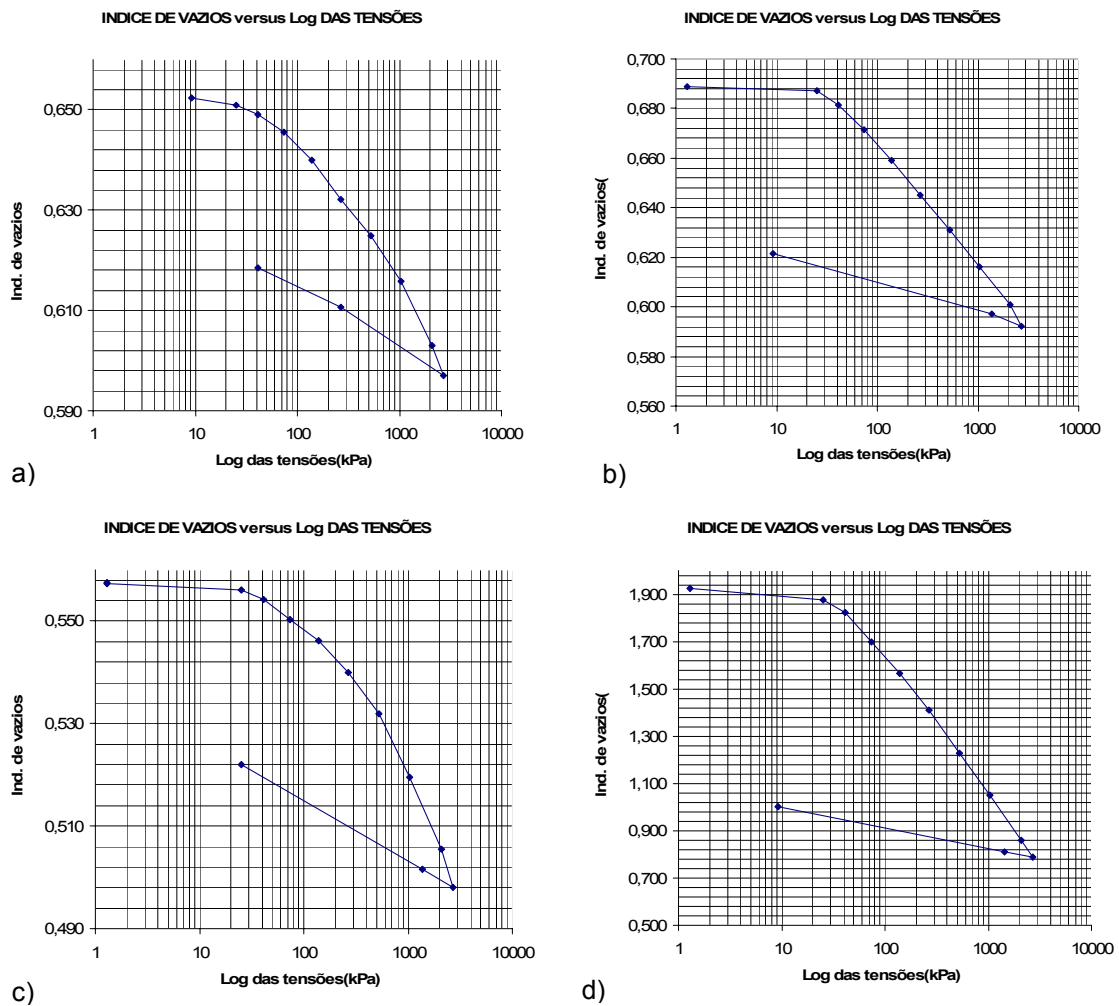 INDICE DE VAZIOS versus Log DAS TENSÕES
Ind. de vazios
0,650
0,630
0,610
0,590
1 10 100 1000 10000
Log das tensões(kPa)
a)
INDICE DE VAZIOS versus Log DAS TENSÕES
Ind. de vazios(
0,700
0,680
0,660
0,640
0,620
0,600
0,580
0,560
1 10 100 1000 10000
Log das tensões(kPa)
b)
INDICE DE VAZIOS versus Log DAS TENSÕES
Ind. de vazios
0,550
0,530
0,510
0,490
1 10 100 1000 10000
Log das tensões(kPa)
c)
INDICE DE VAZIOS versus Log DAS TENSÕES
Ind. de vazios(
1,900
1,700
1,500
1,300
1,100
0,900
0,700
0,500
1 10 100 1000 10000
Log das tensões(kPa)
d)